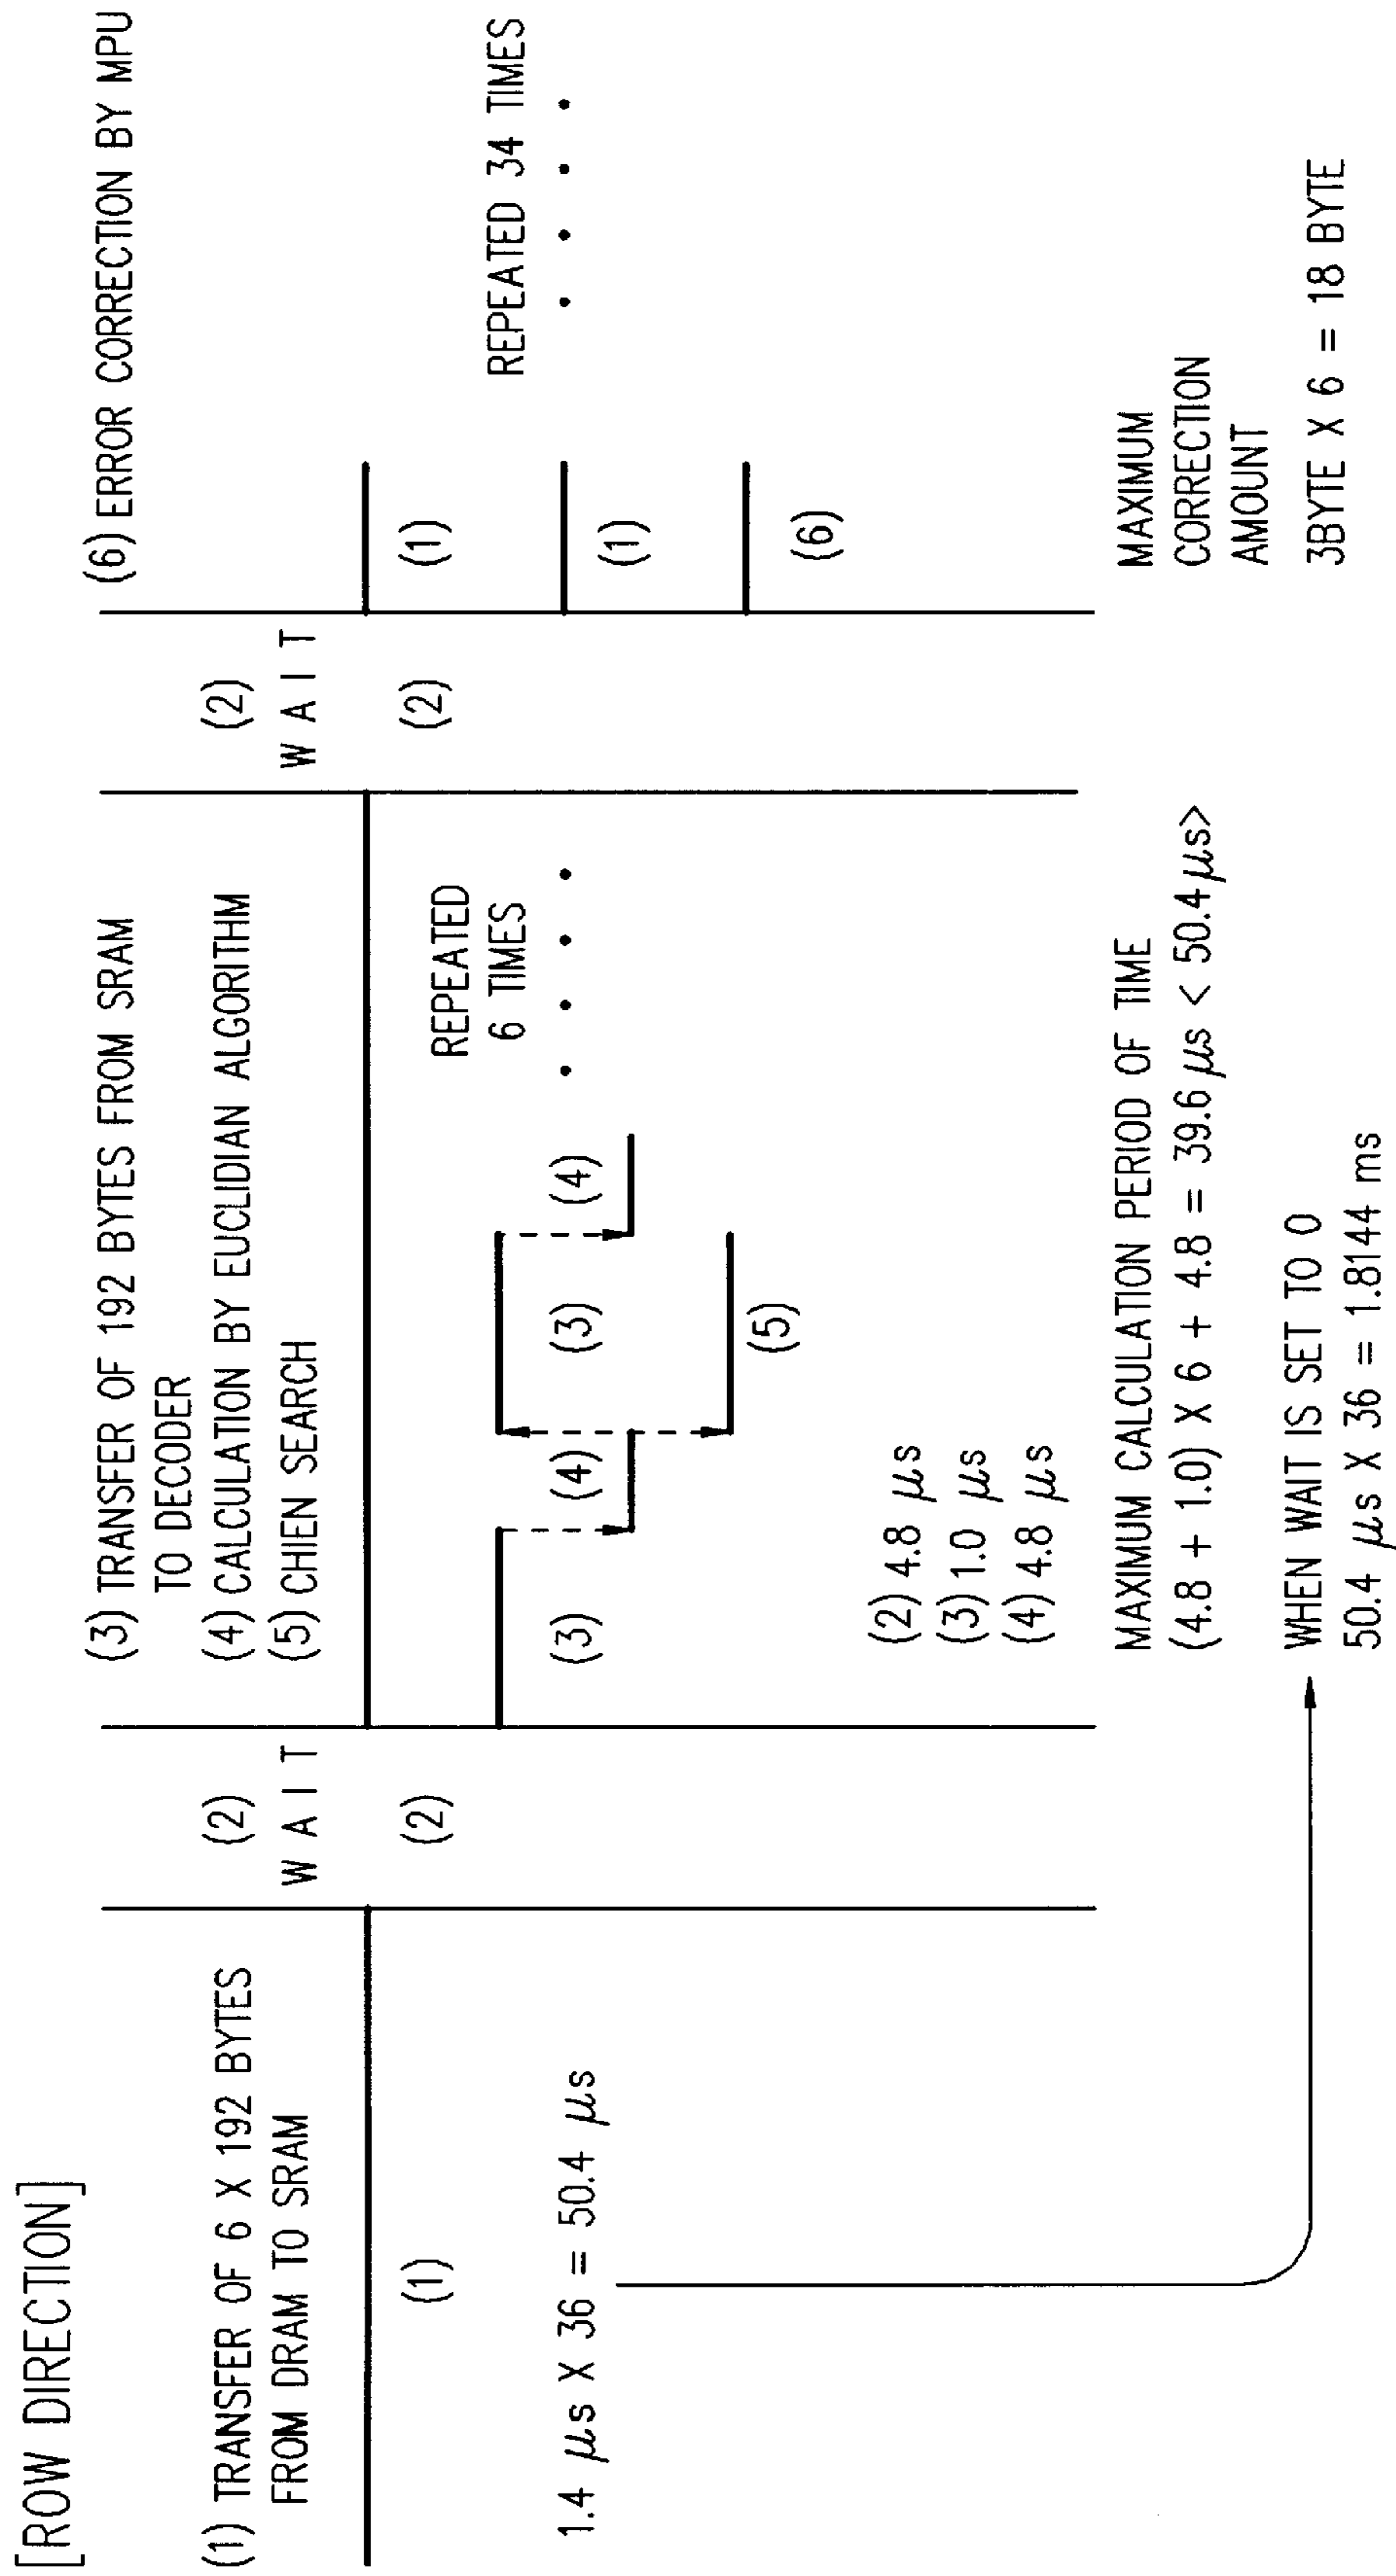 [ROW DIRECTION]
(1) TRANSFER OF 6 X 192 BYTES
FROM DRAM TO SRAM
(1)
1.4 μs X 36 = 50.4 μs
(2)
W A I T
(2)
(3) TRANSFER OF 192 BYTES FROM SRAM
TO DECODER
(4) CALCULATION BY EUCLIDIAN ALGORITHM
(5) CHIEN SEARCH
REPEATED
6 TIMES
(3)
(4)
(3)
(4)
(5)
(2) 4.8 μs
(3) 1.0 μs
(4) 4.8 μs
MAXIMUM CALCULATION PERIOD OF TIME
(4.8 + 1.0) X 6 + 4.8 = 39.6 μs < 50.4 μs>
WHEN WAIT IS SET TO 0
50.4 μs X 36 = 1.8144 ms
(2)
W A I T
(2)
(6) ERROR CORRECTION BY MPU
(1)
REPEATED 34 TIMES
(1)
(6)
MAXIMUM
CORRECTION
AMOUNT
3BYTE X 6 = 18 BYTE